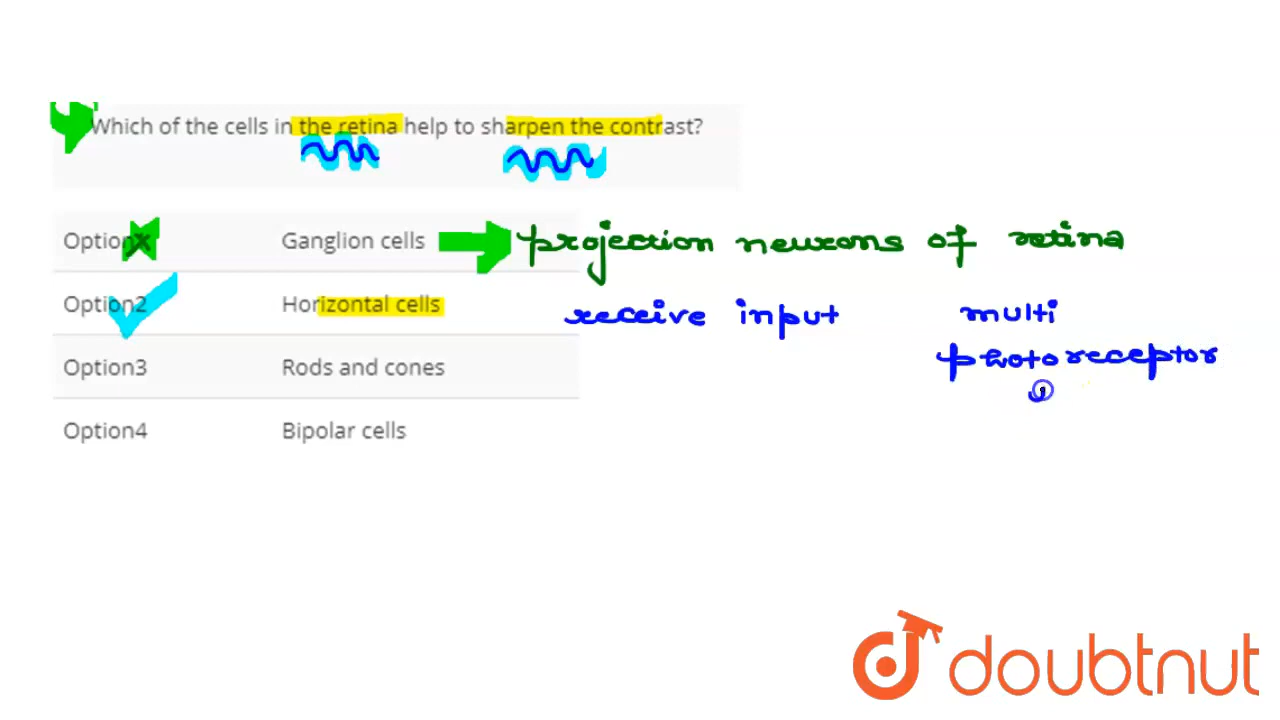 Which of the cells in the retina help to sharpen the contrast?
Option Ganglion cells projection neurons of retina
Option2 Horizontal cells receive input multi
photoreceptor
Option3 Rods and cones
Option4 Bipolar cells
doubtnut